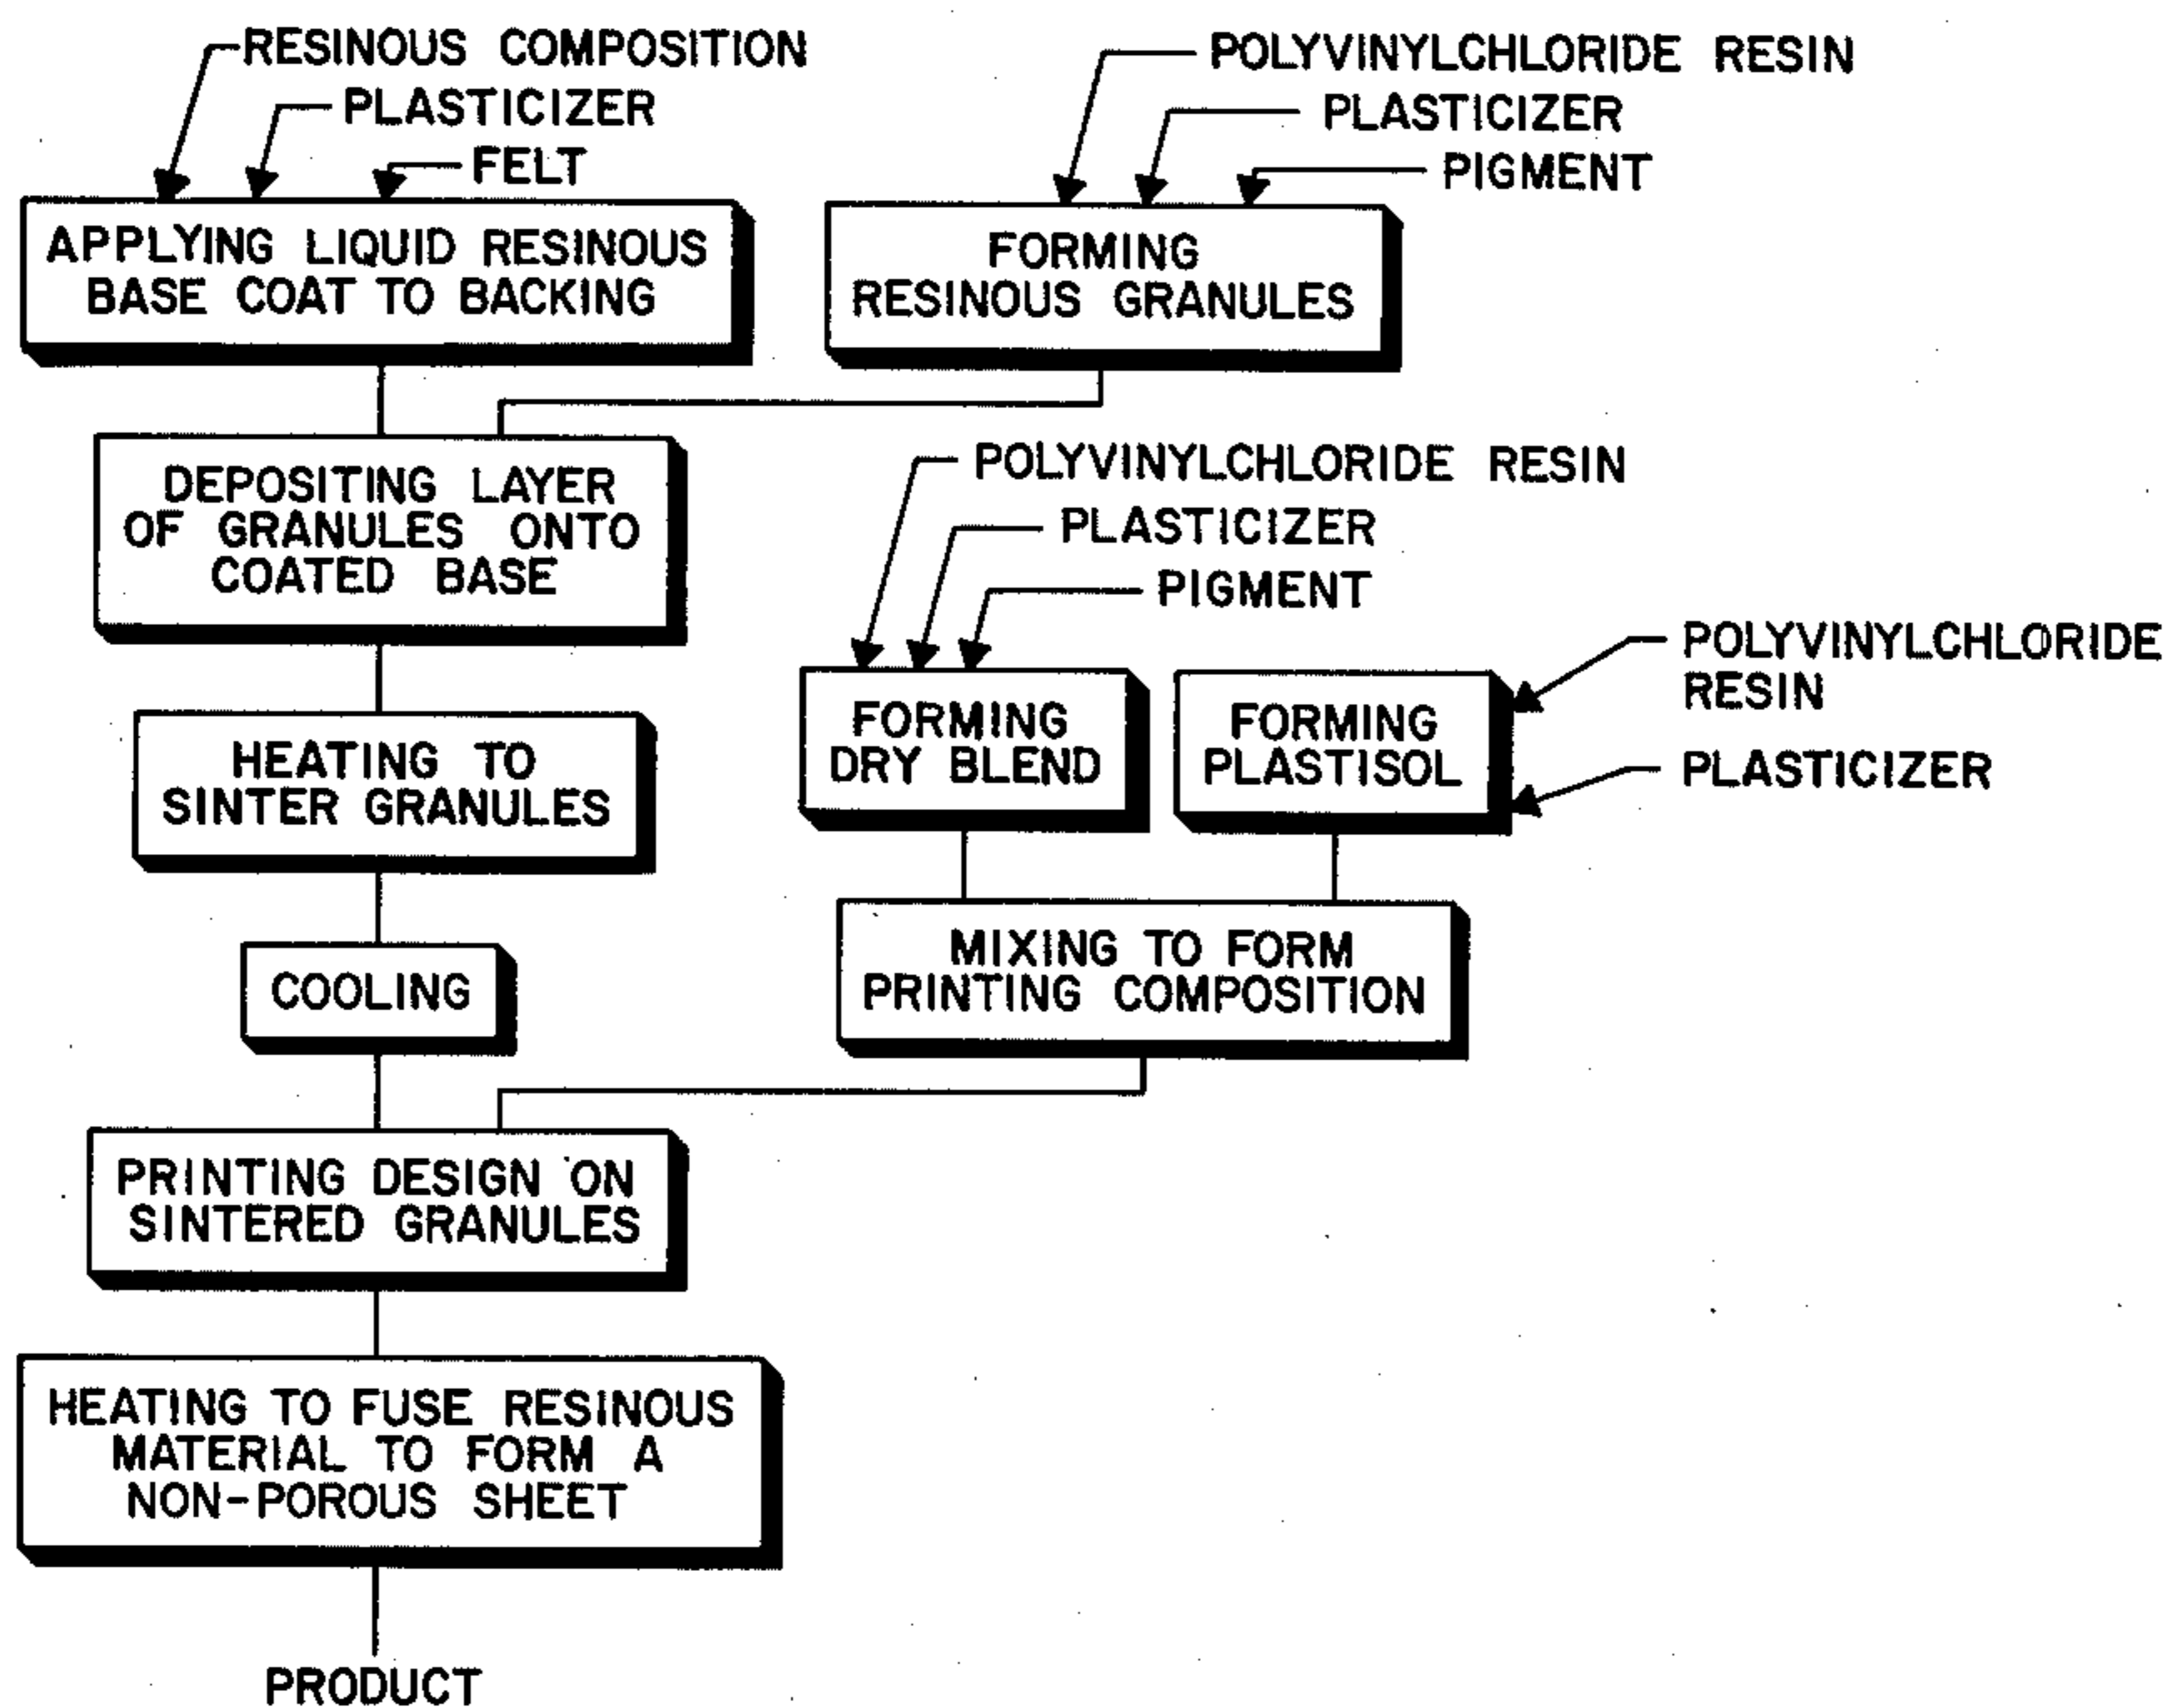 RESINOUS COMPOSITION
PLASTICIZER
FELT
POLYVINYLCHLORIDE RESIN
PLASTICIZER
PIGMENT
APPLYING LIQUID RESINOUS
BASE COAT TO BACKING
FORMING
RESINOUS GRANULES
DEPOSITING LAYER
OF GRANULES ONTO
COATED BASE
POLYVINYLCHLORIDE RESIN
PLASTICIZER
PIGMENT
POLYVINYLCHLORIDE
RESIN
PLASTICIZER
HEATING TO
SINTER GRANULES
FORMING
DRY BLEND
FORMING
PLASTISOL
COOLING
MIXING TO FORM
PRINTING COMPOSITION
PRINTING DESIGN ON
SINTERED GRANULES
HEATING TO FUSE RESINOUS
MATERIAL TO FORM A
NON-POROUS SHEET
PRODUCT